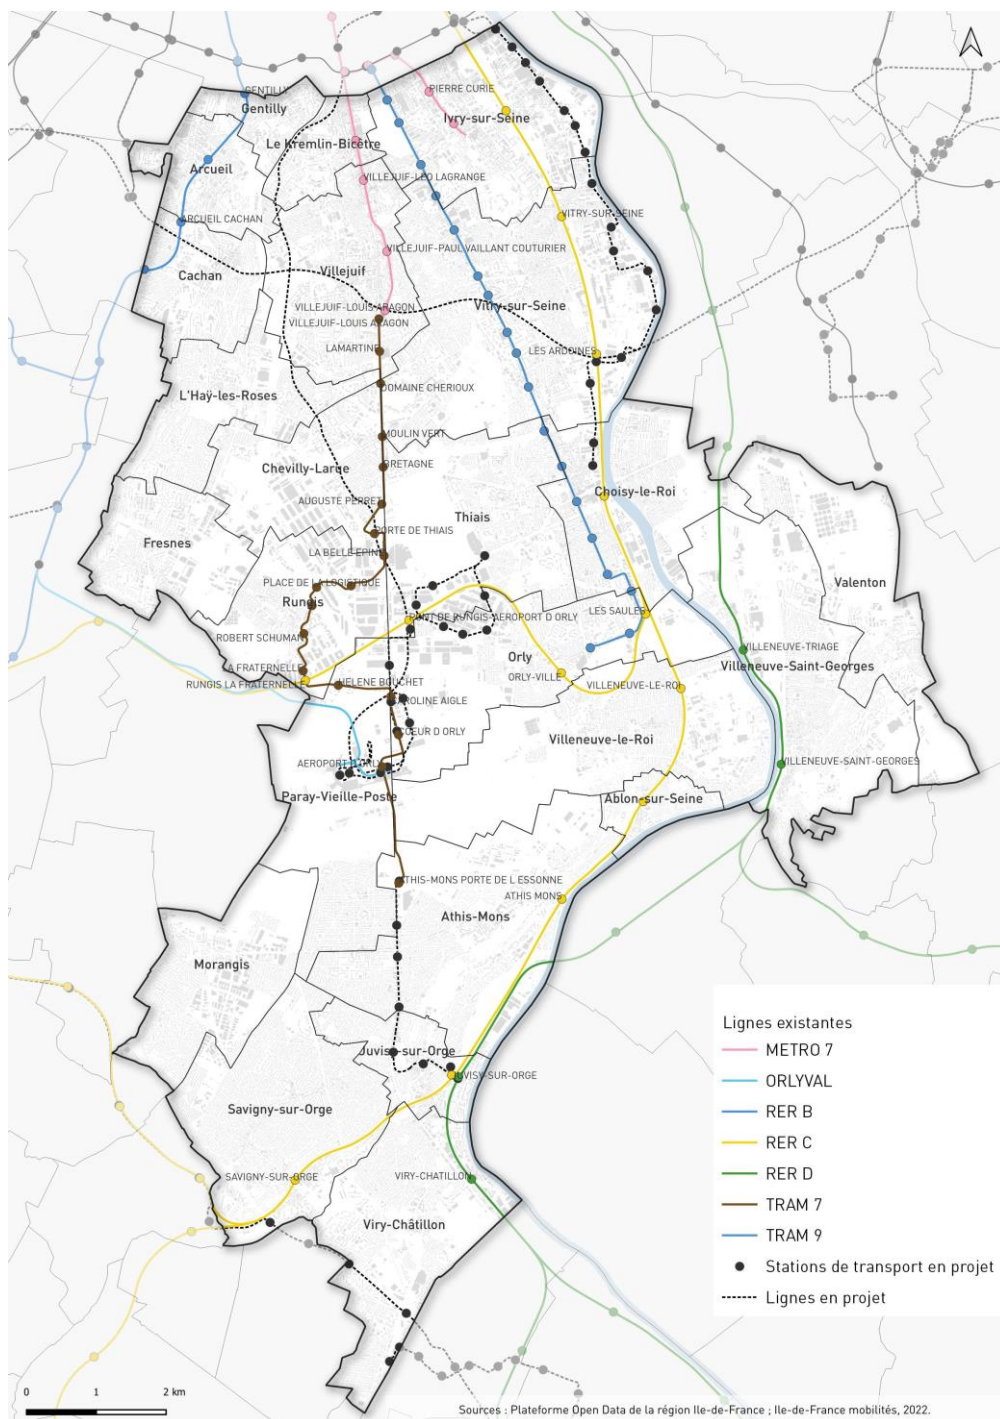 GENTILLY
Gentilly
PIERRE CURIE
Ivry-sur-Seine
Le Kremlin-Bicêtre
Arcueil
VILLEJUIF-LEO LAGRANGE
ARCUEIL CACHAN
VITRY-SUR-SEINE
VILLEJUIF-PAUL VAILLANT COUTURIER
Cachan
Villejuif
VILLEJUIF-LOUIS ARAGON
Vitry-sur-Seine
VILLEJUIF-LOUIS ARAGON
LAMARTINE
LES ARDOINES
DOMAINE CHERIOUX
L'Haÿ-les-Roses
MOULIN VERT
BRETAGNE
Chevilly-Larue
Choisy-le-Roi
AUGUSTE PERRET
Thiais
PORTE DE THIAIS
Fresnes
LA BELLE EPINE
PLACE DE LA LOGISTIQUE
Valenton
Rungis
LES SAULES
PONT DE RUNGIS-AEROPORT D ORLY
ROBERT SCHUMAN
VILLENEUVE-TRIAGE
Orly
Villeneuve-Saint-Georges
LA FRATERNELLE
ORLY-VILLE
RUNGIS LA FRATERNELLE
HELENE BOUCHET
VILLENEUVE-LE-ROI
CAROLINE AIGLE
COEUR D ORLY
Villeneuve-le-Roi
AEROPORT D ORLY
VILLENEUVE-SAINT-GEORGES
Paray-Vieille-Poste
Ablon-sur-Seine
ATHIS-MONS PORTE DE L ESSONNE
ATHIS MONS
Athis-Mons
Morangis
Juvisy-sur-Orge
JUVISY-SUR-ORGE
Savigny-sur-Orge
SAVIGNY-SUR-ORGE
VIRY-CHATILLON
Viry-Châtillon
Lignes existantes
METRO 7
ORLYVAL
RER B
RER C
RER D
TRAM 7
TRAM 9
Stations de transport en projet
Lignes en projet
0 1 2 km
Sources : Plateforme Open Data de la région Ile-de-France ; Ile-de-France mobilités, 2022.